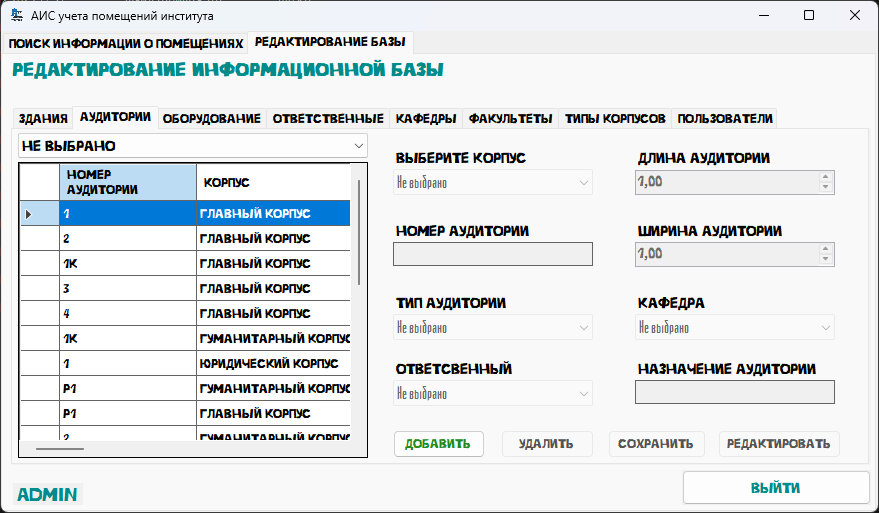 АИС учета помещений института
ПОИСК ИНФОРМАЦИИ О ПОМЕЩЕНИЯХ РЕДАКТИРОВАНИЕ БАЗЫ
РЕДАКТИРОВАНИЕ ИНФОРМАЦИОННОЙ БАЗЫ
ЗДАНИЯ АУДИТОРИИ ОБОРУДОВАНИЕ ОТВЕТСТВЕННЫЕ КАФЕДРЫ ФАКУЛЬТЕТЫ ТИПЫ КОРПУСОВ ПОЛЬЗОВАТЕЛИ
НЕ ВЫБРАНО
НОМЕР АУДИТОРИИ КОРПУС
1 ГЛАВНЫЙ КОРПУС
2 ГЛАВНЫЙ КОРПУС
1К ГЛАВНЫЙ КОРПУС
3 ГЛАВНЫЙ КОРПУС
4 ГЛАВНЫЙ КОРПУС
1К ГУМАНИТАРНЫЙ КОРПУС
1 ЮРИДИЧЕСКИЙ КОРПУС
Р1 ГУМАНИТАРНЫЙ КОРПУС
Р1 ГЛАВНЫЙ КОРПУС
2 ГУМАНИТАРНЫЙ КОРПУС
ВЫБЕРИТЕ КОРПУС
Не выбрано
ДЛИНА АУДИТОРИИ
1,00
НОМЕР АУДИТОРИИ
ШИРИНА АУДИТОРИИ
1,00
ТИП АУДИТОРИИ
Не выбрано
КАФЕДРА
Не выбрано
ОТВЕТСВЕННЫЙ
Не выбрано
НАЗНАЧЕНИЕ АУДИТОРИИ
ДОБАВИТЬ УДАЛИТЬ СОХРАНИТЬ РЕДАКТИРОВАТЬ
ADMIN
ВЫЙТИ